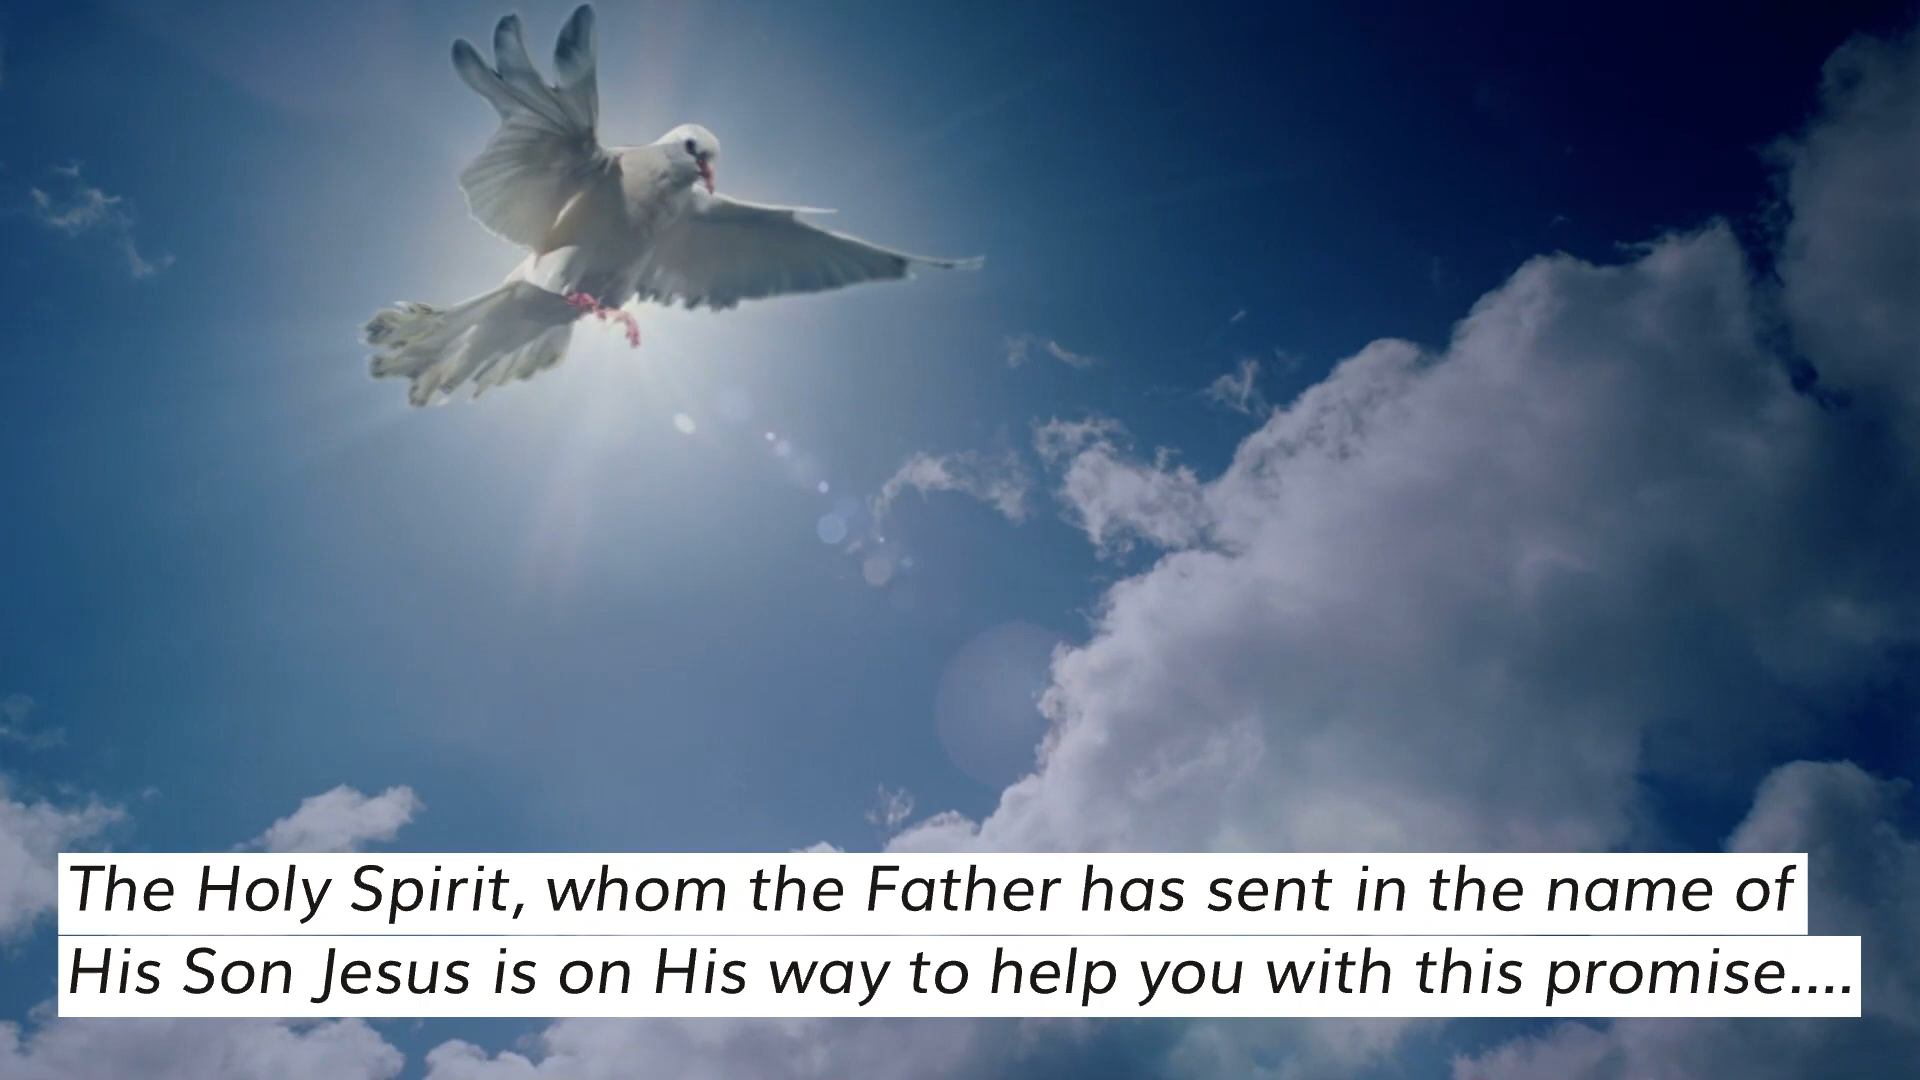 The Holy Spirit, whom the Father has sent in the name of
His Son Jesus is on His way to help you with this promise....